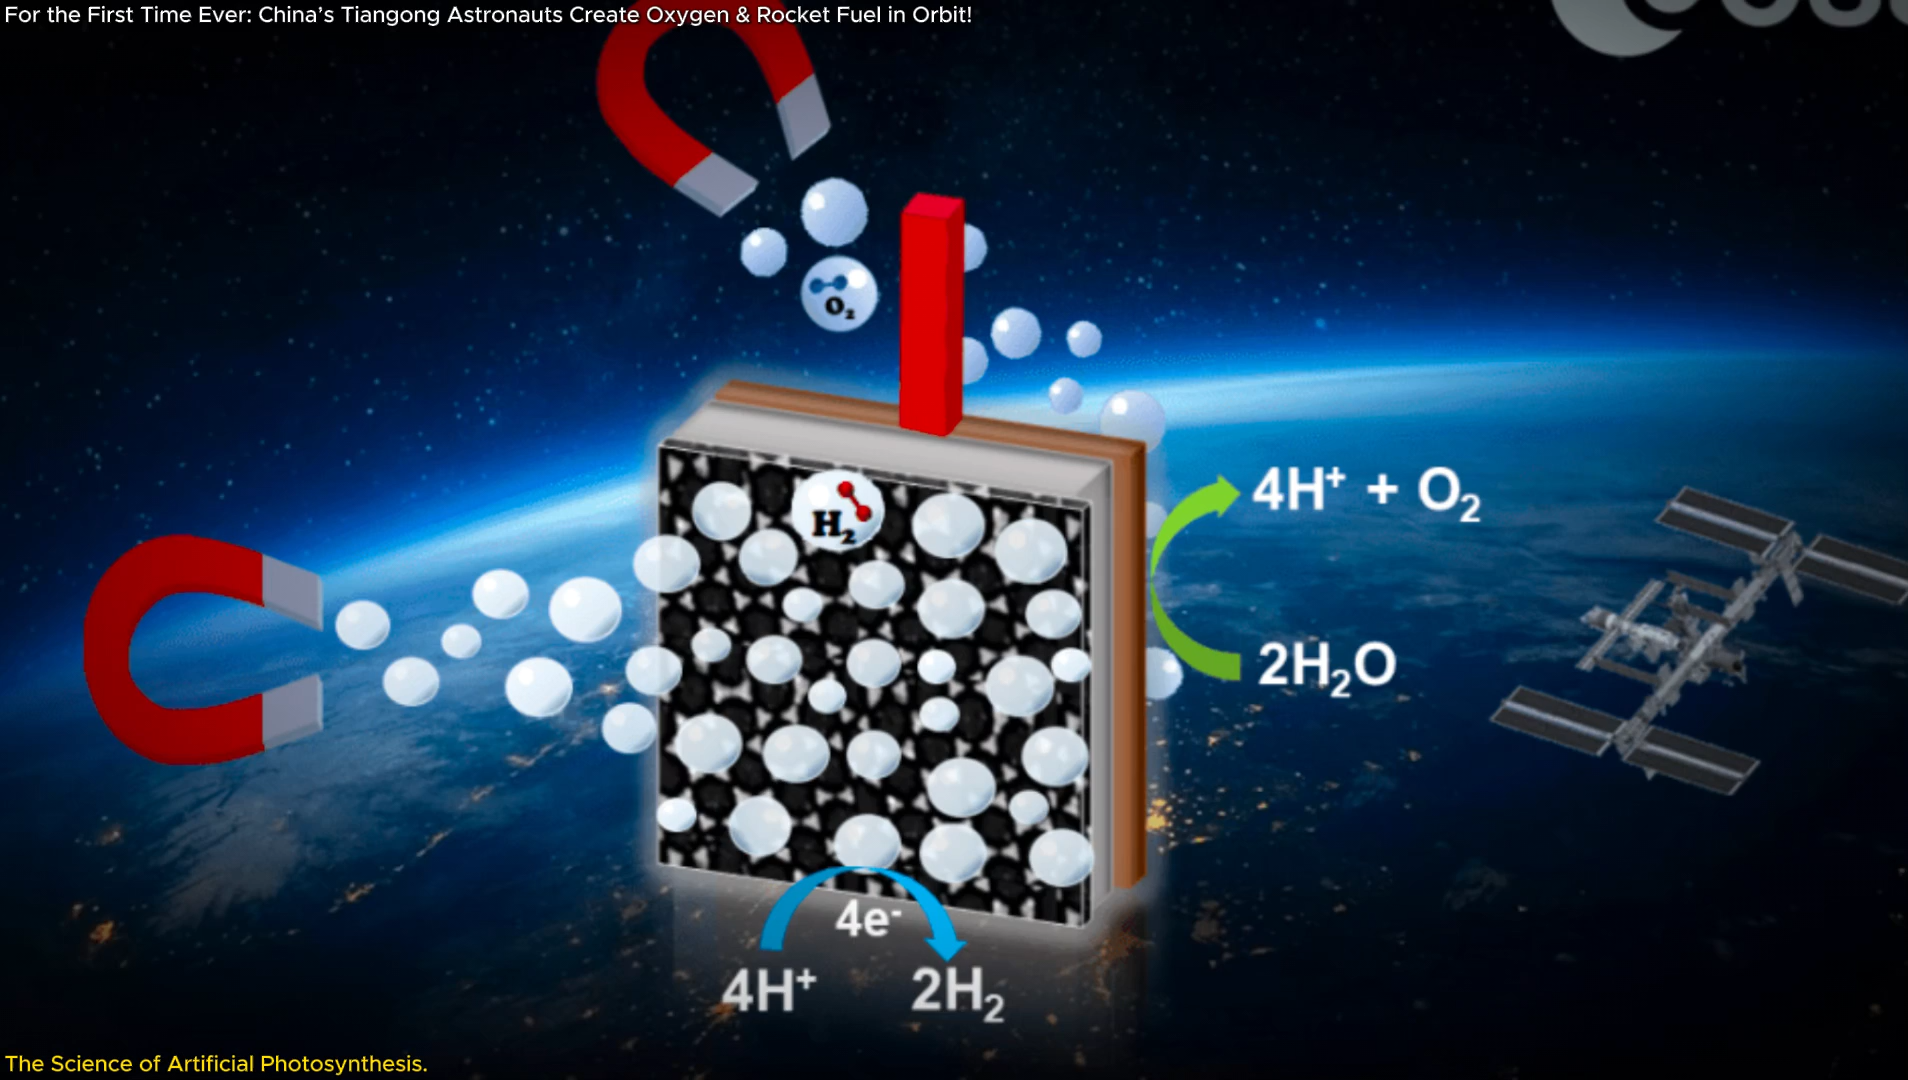 For the First Time Ever: China’s Tiangong Astronauts Create Oxygen & Rocket Fuel in Orbit!
O₂
H₂
4H⁺ + O₂
2H₂O
4e⁻
4H⁺ 2H₂
The Science of Artificial Photosynthesis.